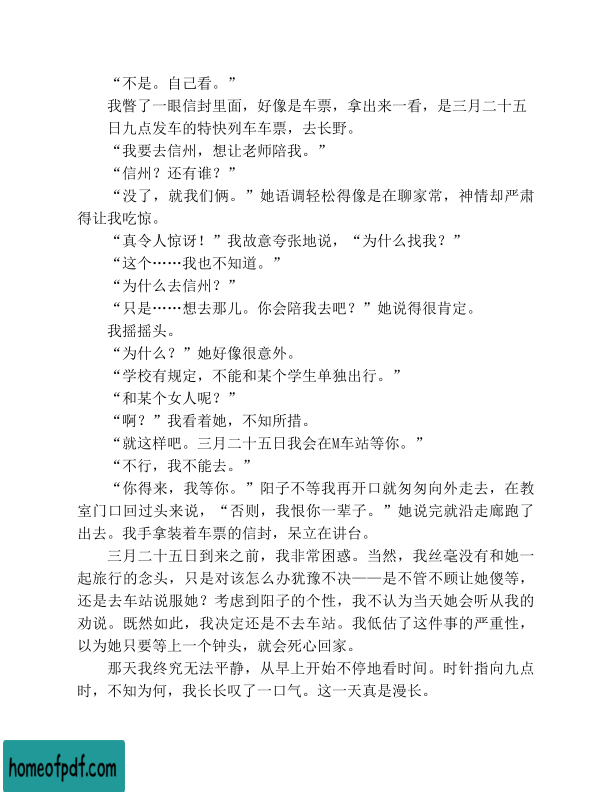 “不是。自己看。”
我瞥了一眼信封里面，好像是车票，拿出来一看，是三月二十五
日九点发车的特快列车车票，去长野。
“我要去信州，想让老师陪我。”
“信州？还有谁？”
“没了，就我们俩。”她语调轻松得像是在聊家常，神情却严肃
得让我吃惊。
“真令人惊讶！”我故意夸张地说，“为什么找我？”
“这个……我也不知道。”
“为什么去信州？”
“只是……想去那儿。你会陪我去吧？”她说得很肯定。
我摇摇头。
“为什么？”她好像很意外。
“学校有规定，不能和某个学生单独出行。”
“和某个女人呢？”
“啊？”我看着她，不知所措。
“就这样吧。三月二十五日我会在M车站等你。”
“不行，我不能去。”
“你得来，我等你。”阳子不等我再开口就匆匆向外走去，在教
室门口回过头来说，“否则，我恨你一辈子。”她说完就沿走廊跑了
出去。我手拿装着车票的信封，呆立在讲台。
三月二十五日到来之前，我非常困惑。当然，我丝毫没有和她一
起旅行的念头，只是对该怎么办犹豫不决——是不管不顾让她傻等，
还是去车站说服她？考虑到阳子的个性，我不认为当天她会听从我的
劝说。既然如此，我决定还是不去车站。我低估了这件事的严重性，
以为她只要等上一个钟头，就会死心回家。
那天我终究无法平静，从早上开始不停地看时间。时针指向九点
时，不知为何，我长长叹了一口气。这一天真是漫长。
homeofpdf.com